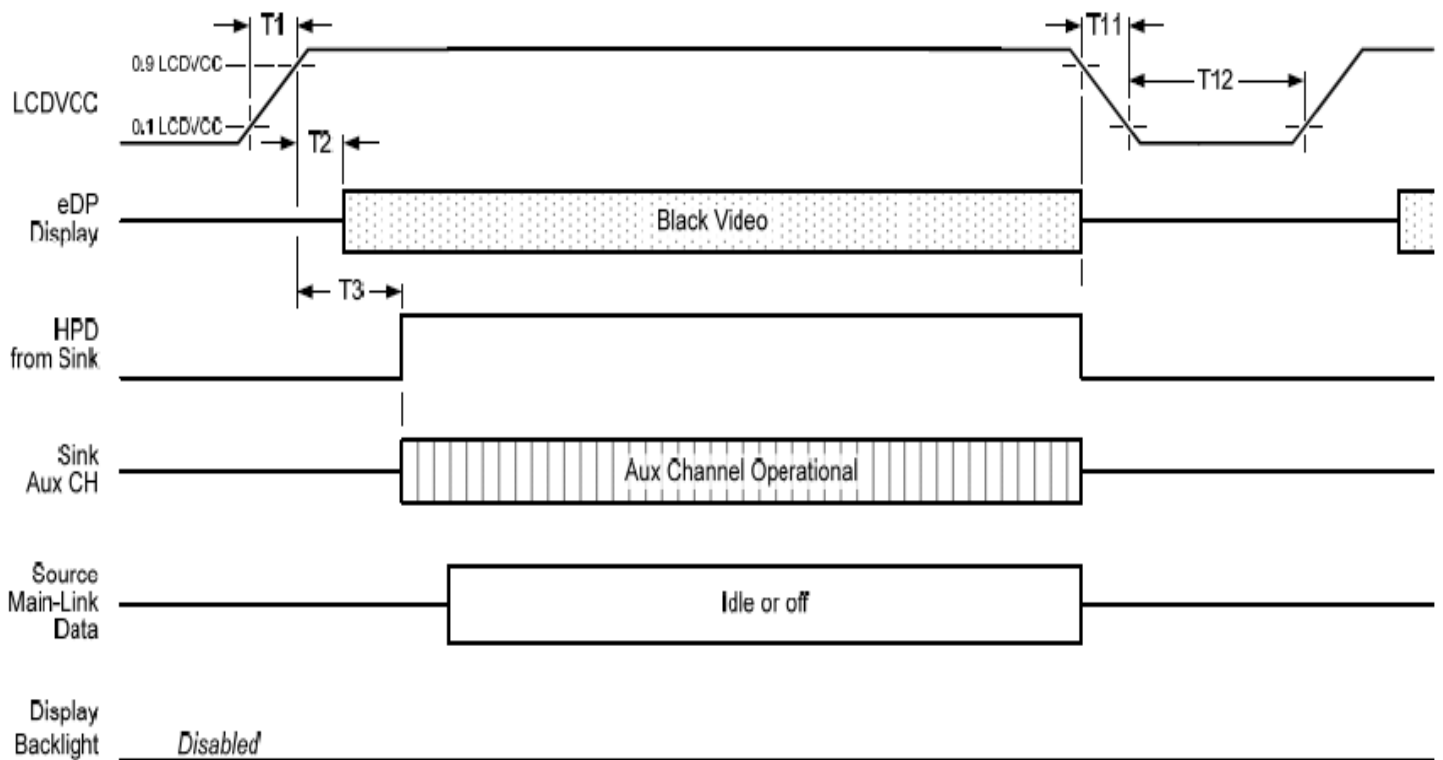 T1
T11
0.9 LCDVCC
LCDVCC
T12
0.1 LCDVCC
T2
eDP
Display
Black Video
T3
HPD
from Sink
Sink
Aux CH
Aux Channel Operational
Source
Main-Link
Data
Idle or off
Display
Backlight
Disabled